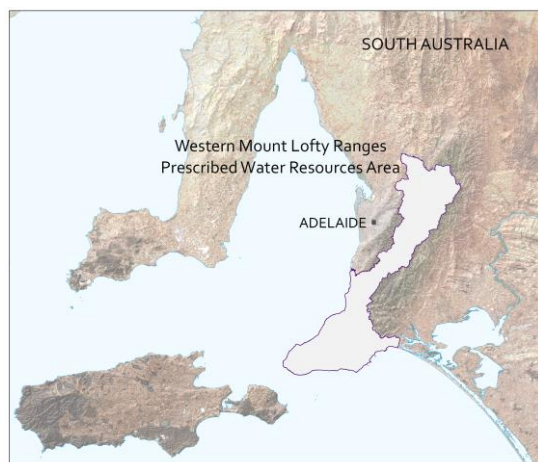 SOUTH AUSTRALIA
Western Mount Lofty Ranges
Prescribed Water Resources Area
ADELAIDE